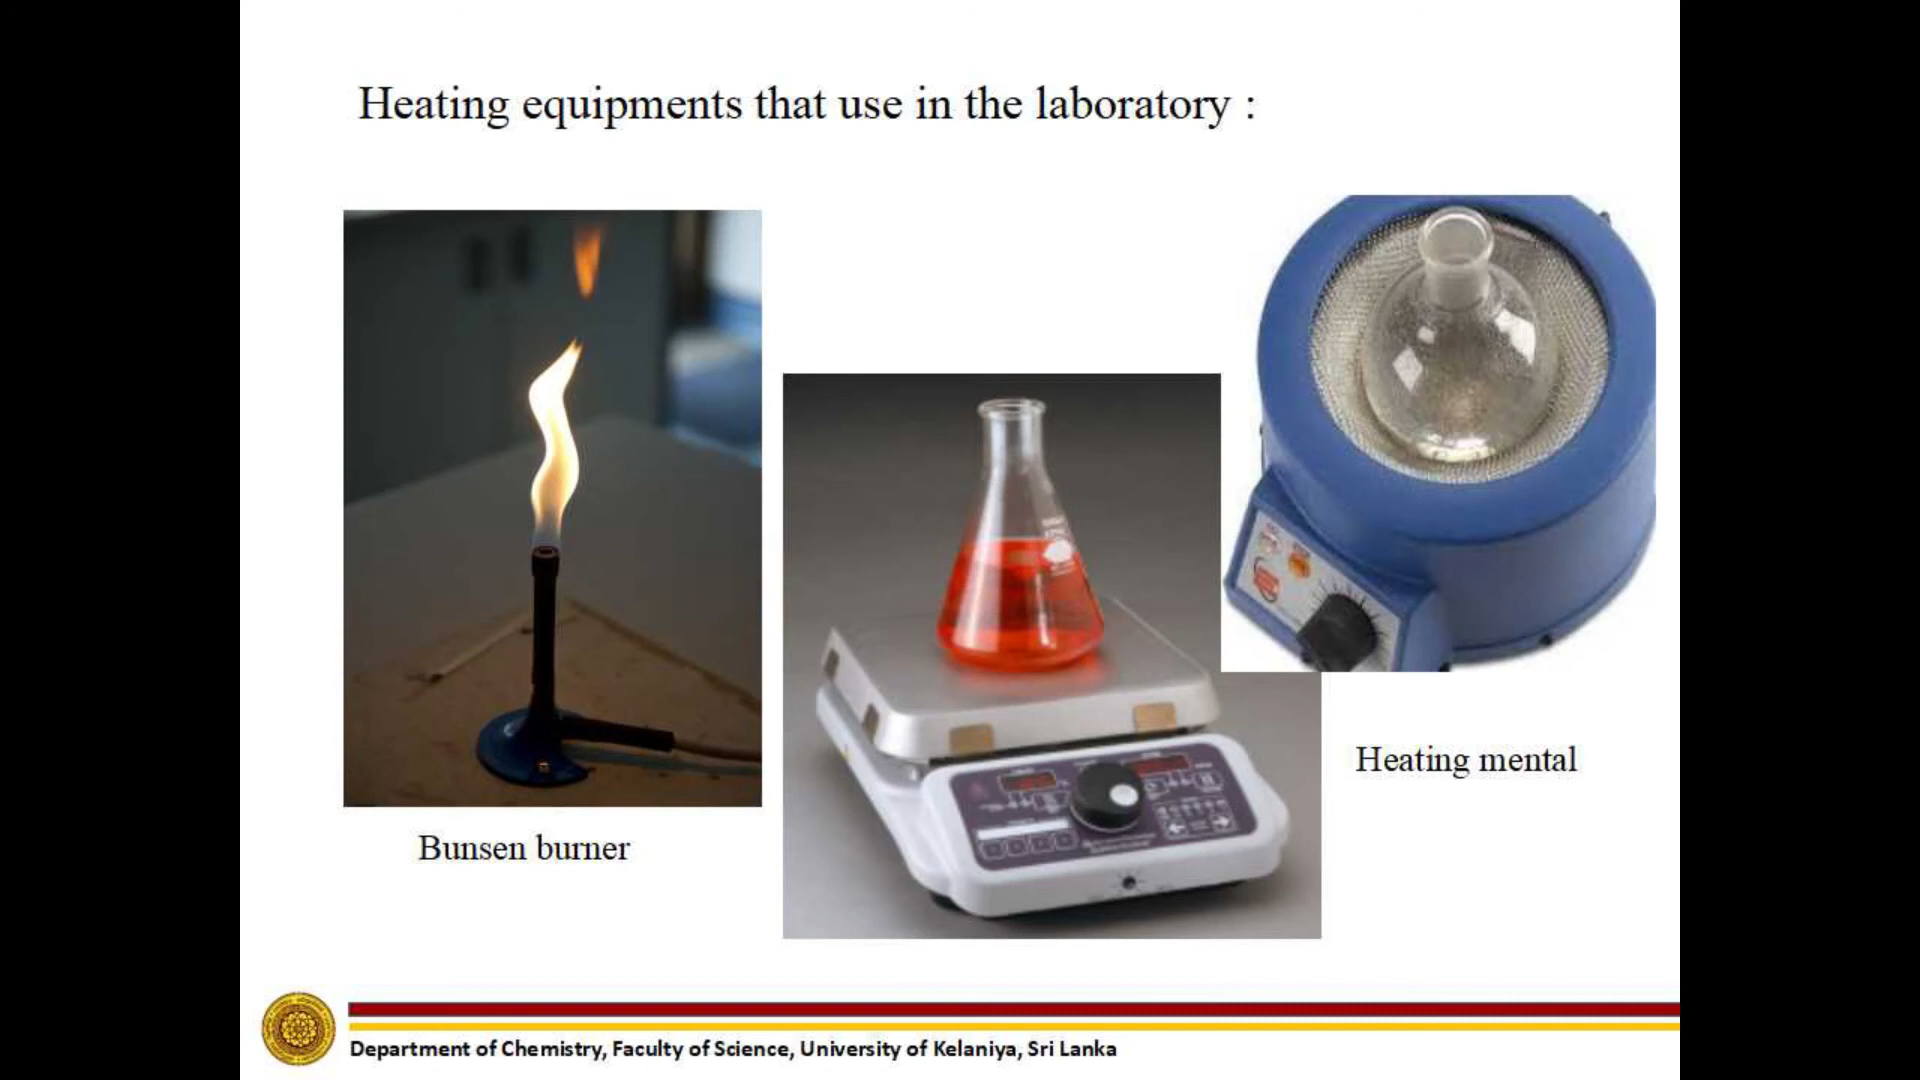 Heating equipments that use in the laboratory :
Bunsen burner
Heating mental
Department of Chemistry, Faculty of Science, University of Kelaniya, Sri Lanka